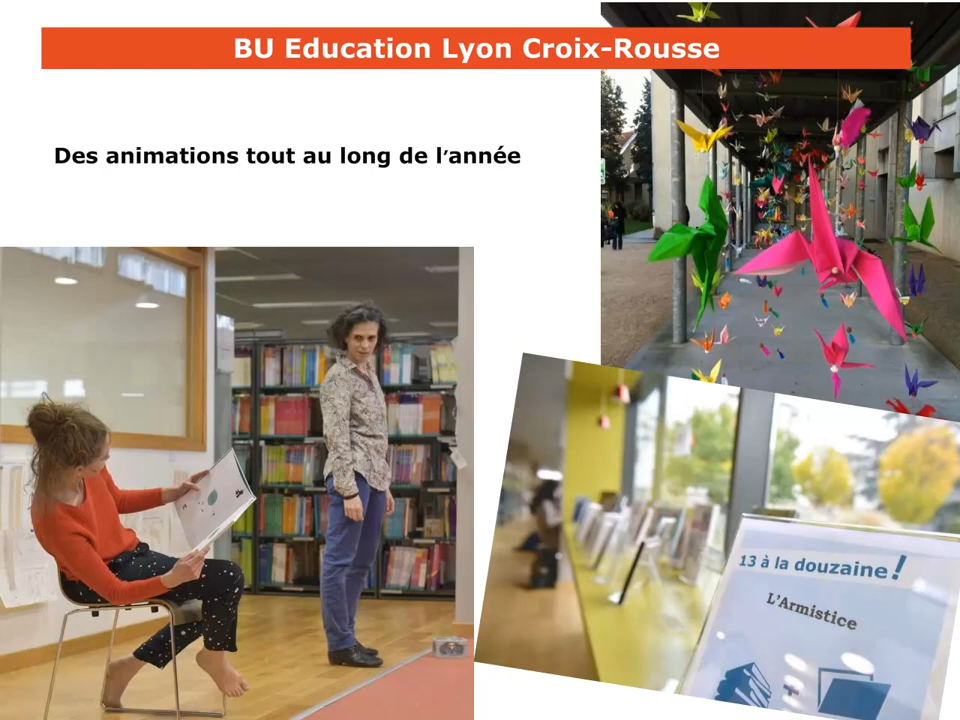 BU Education Lyon Croix-Rousse
Des animations tout au long de l'année
13 à la douzaine !
L'Armistice
+